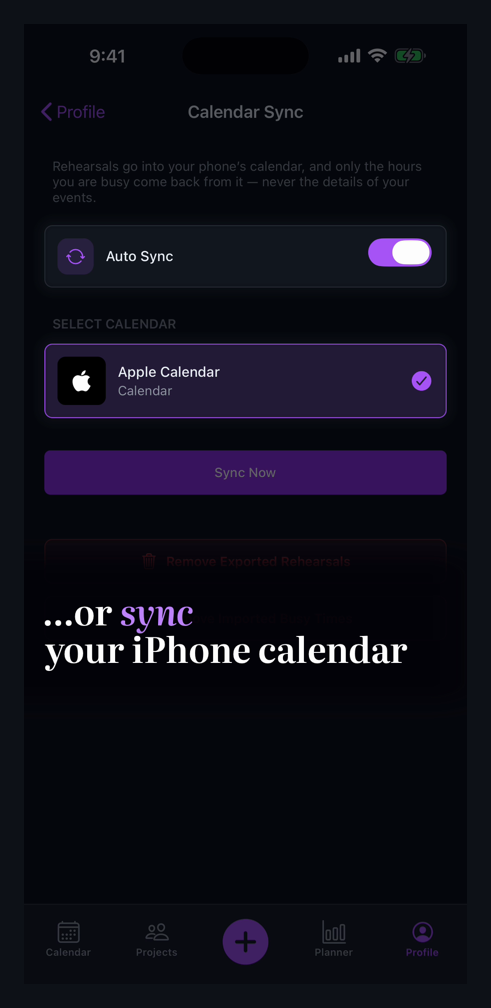 9:41
Profile
Calendar Sync
Rehearsals go into your phone's calendar, and only the hours
you are busy come back from it — never the details of your
events.
Auto Sync
SELECT CALENDAR
Apple Calendar
Calendar
Sync Now
Remove Exported Rehearsals
...or sync
your iPhone calendar
Calendar
Projects
Planner
Profile